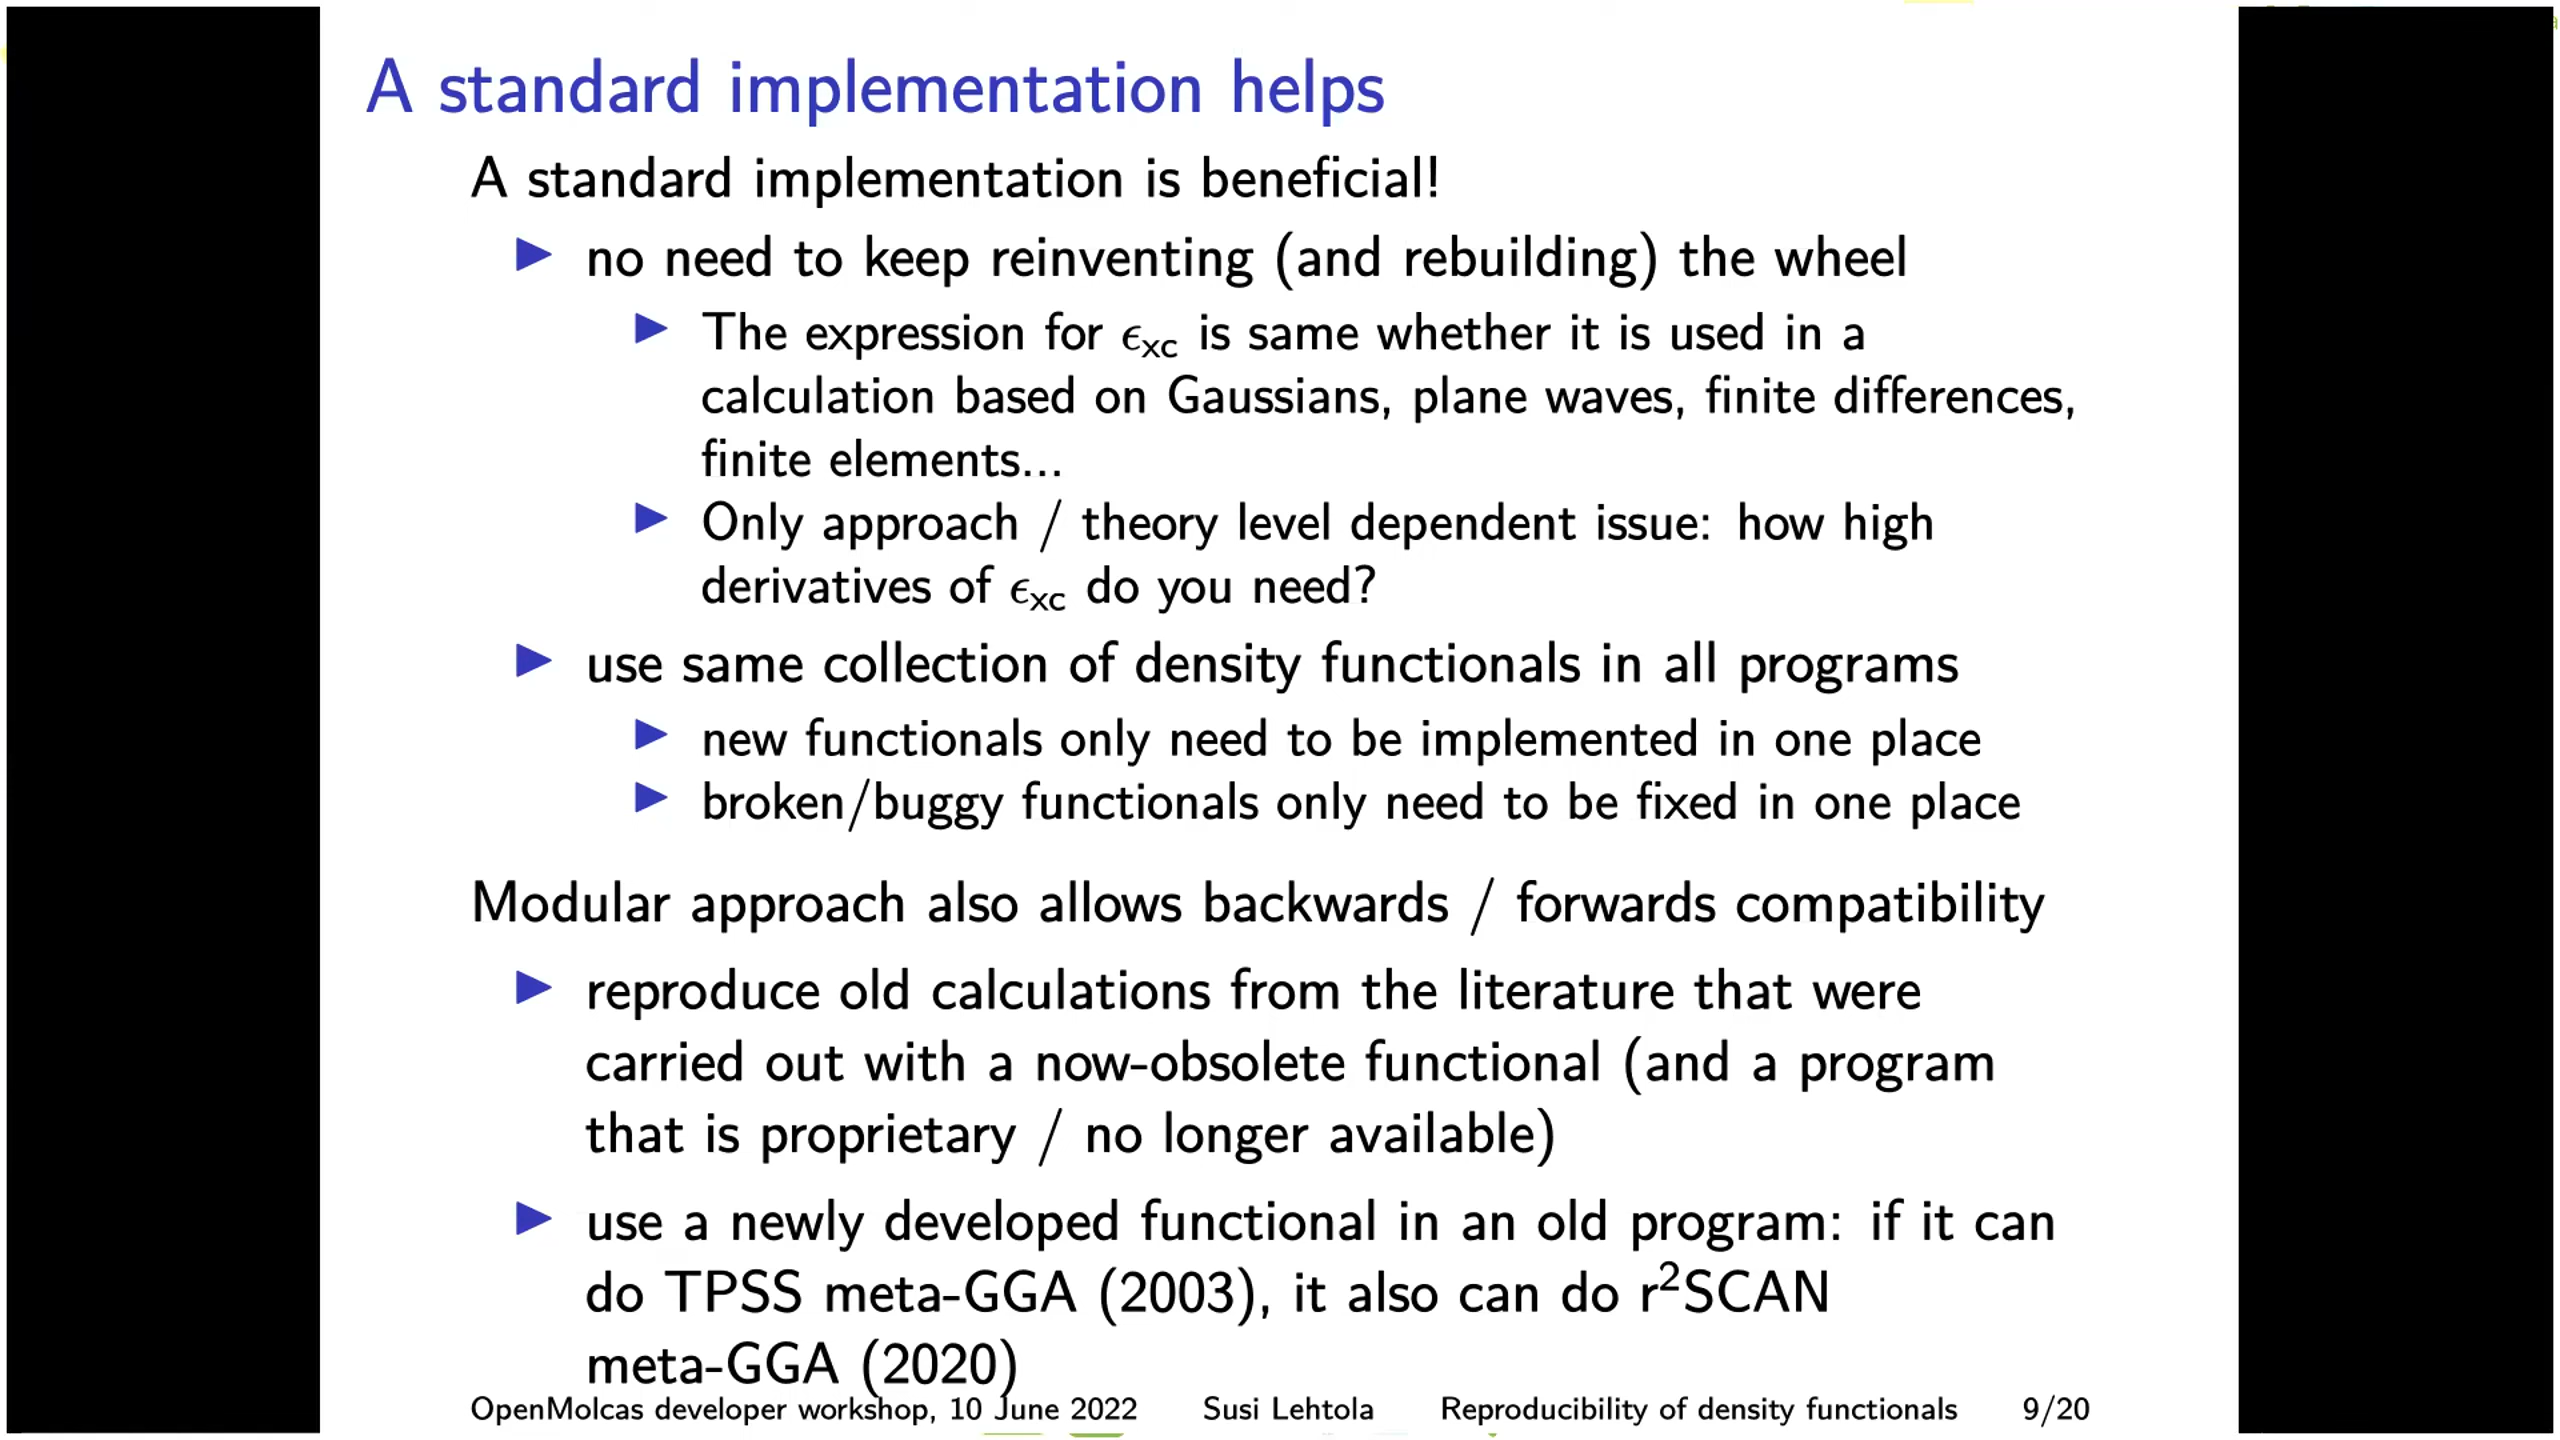 A standard implementation helps
A standard implementation is beneficial!
▶ no need to keep reinventing (and rebuilding) the wheel
▶ The expression for ϵxc is same whether it is used in a
calculation based on Gaussians, plane waves, finite differences,
finite elements...
▶ Only approach / theory level dependent issue: how high
derivatives of ϵxc do you need?
▶ use same collection of density functionals in all programs
▶ new functionals only need to be implemented in one place
▶ broken/buggy functionals only need to be fixed in one place
Modular approach also allows backwards / forwards compatibility
▶ reproduce old calculations from the literature that were
carried out with a now-obsolete functional (and a program
that is proprietary / no longer available)
▶ use a newly developed functional in an old program: if it can
do TPSS meta-GGA (2003), it also can do r²SCAN
meta-GGA (2020)
OpenMolcas developer workshop, 10 June 2022 Susi Lehtola Reproducibility of density functionals 9/20